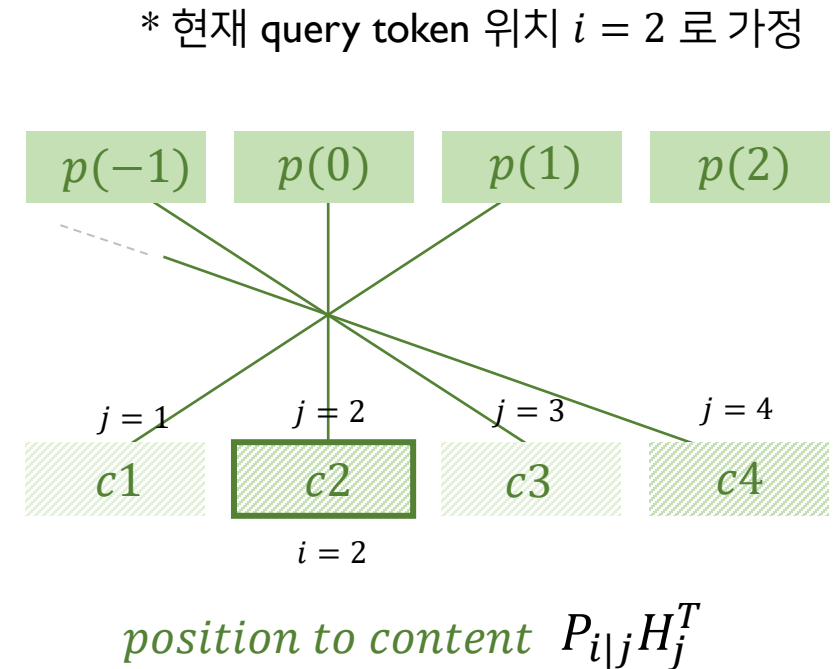 * 현재 query token 위치 i = 2 로 가정
p(−1) p(0) p(1) p(2)
j = 1 j = 2 j = 3 j = 4
c1 c2 c3 c4
i = 2
position to content P_{i|j}H_j^T